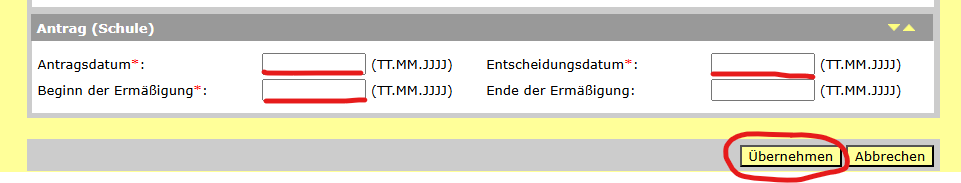 Antrag (Schule)
Antragsdatum*: (TT.MM.JJJJ) Entscheidungsdatum*: (TT.MM.JJJJ)
Beginn der Ermäßigung*: (TT.MM.JJJJ) Ende der Ermäßigung: (TT.MM.JJJJ)
Übernehmen Abbrechen